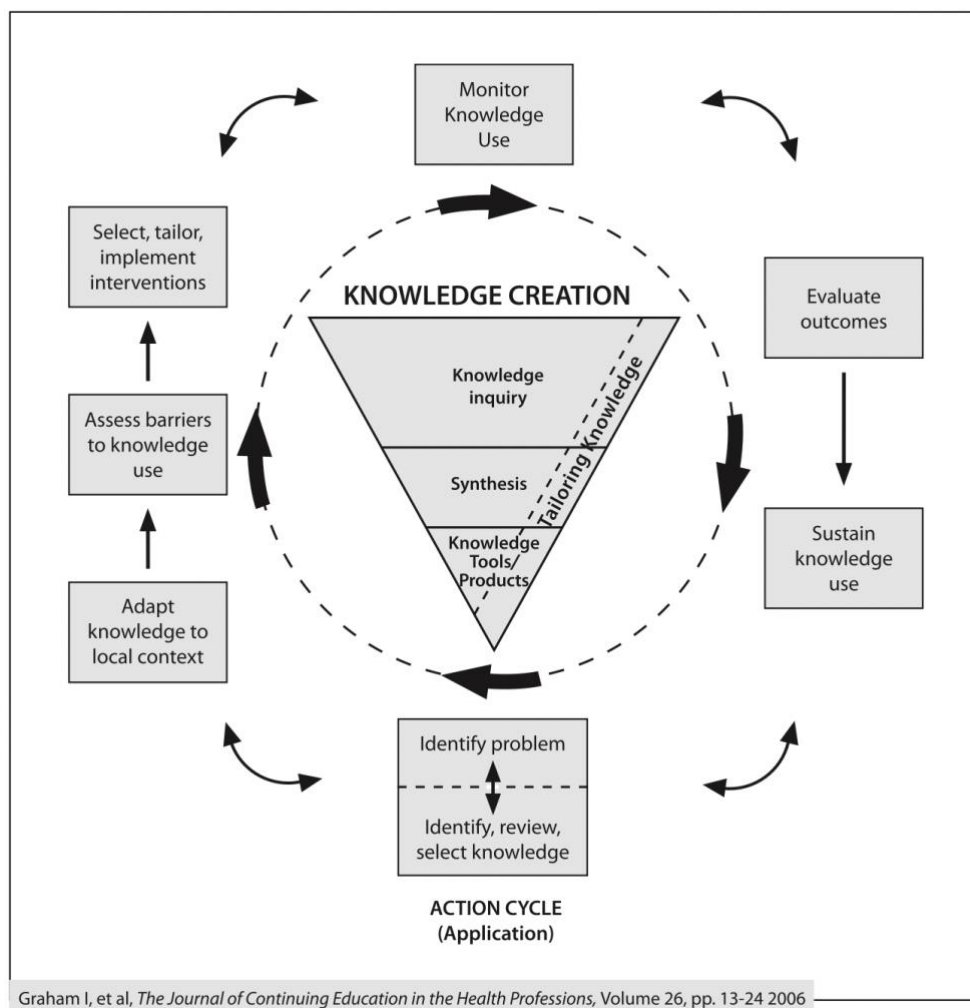 Monitor
Knowledge
Use
Select, tailor,
implement
interventions
Evaluate
outcomes
KNOWLEDGE CREATION
Knowledge
inquiry
Tailoring Knowledge
Assess barriers
to knowledge
use
Synthesis
Knowledge
Tools/
Products
Sustain
knowledge
use
Adapt
knowledge to
local context
Identify problem
Identify, review,
select knowledge
ACTION CYCLE
(Application)
Graham I, et al, The Journal of Continuing Education in the Health Professions, Volume 26, pp. 13-24 2006